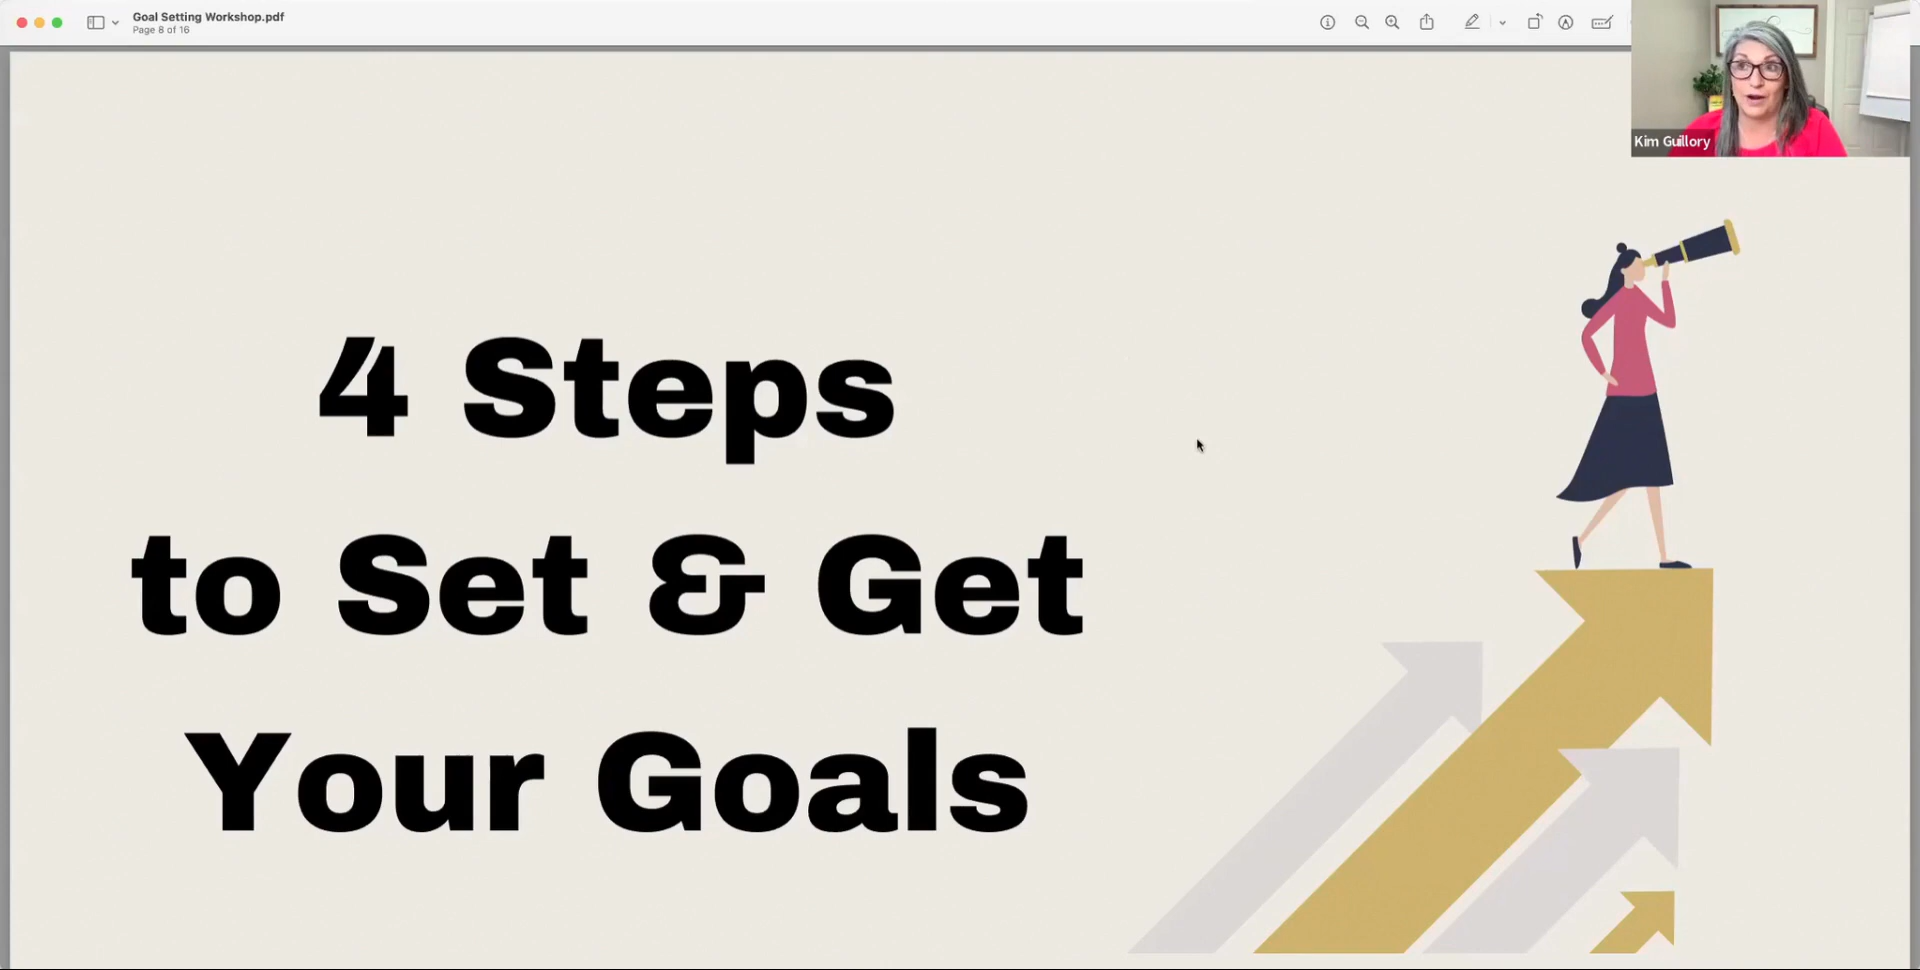 Goal Setting Workshop.pdf
Page 8 of 16
Kim Guillory
4 Steps
to Set & Get
Your Goals